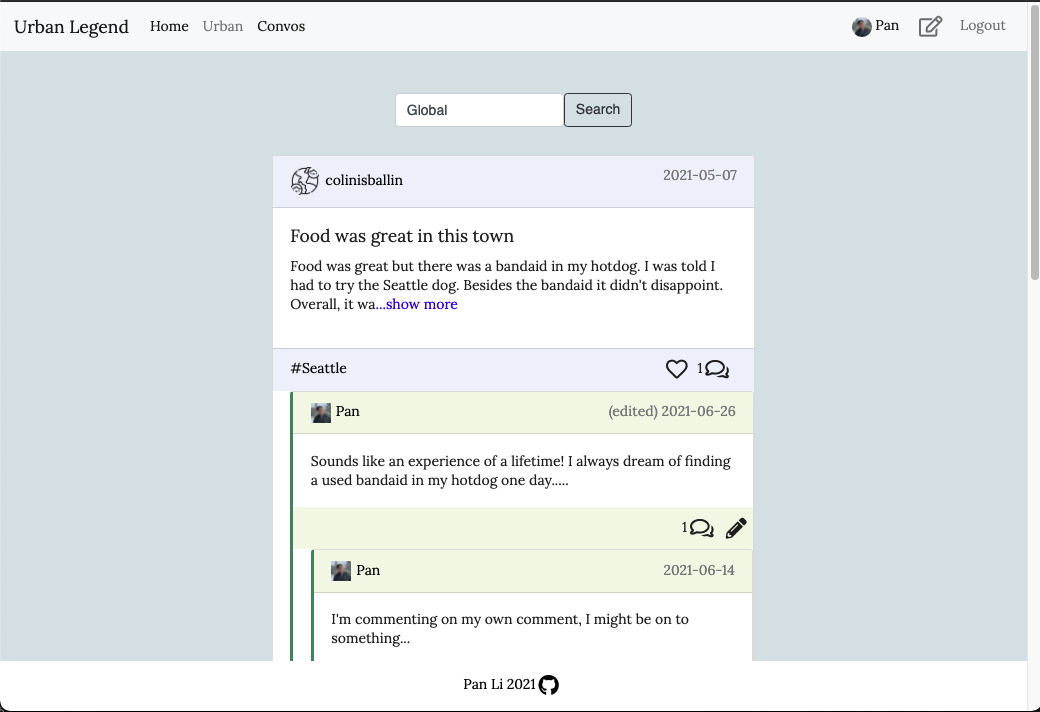 Urban Legend Home Urban Convos Pan Logout
Global Search
colinisballin 2021-05-07
Food was great in this town
Food was great but there was a bandaid in my hotdog. I was told I
had to try the Seattle dog. Besides the bandaid it didn't disappoint.
Overall, it wa...show more
#Seattle 1
Pan (edited) 2021-06-26
Sounds like an experience of a lifetime! I always dream of finding
a used bandaid in my hotdog one day.....
1
Pan 2021-06-14
I'm commenting on my own comment, I might be on to
something...
Pan Li 2021